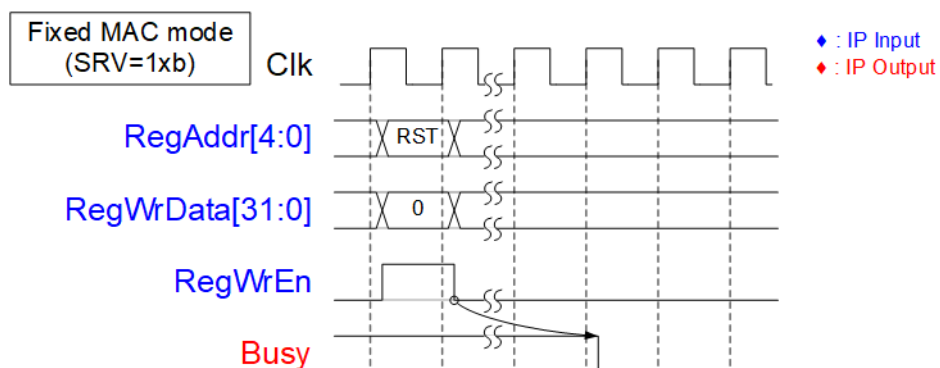 Fixed MAC mode
(SRV=1xb)
Clk
♦ : IP Input
♦ : IP Output
RegAddr[4:0]
RST
RegWrData[31:0]
0
RegWrEn
Busy